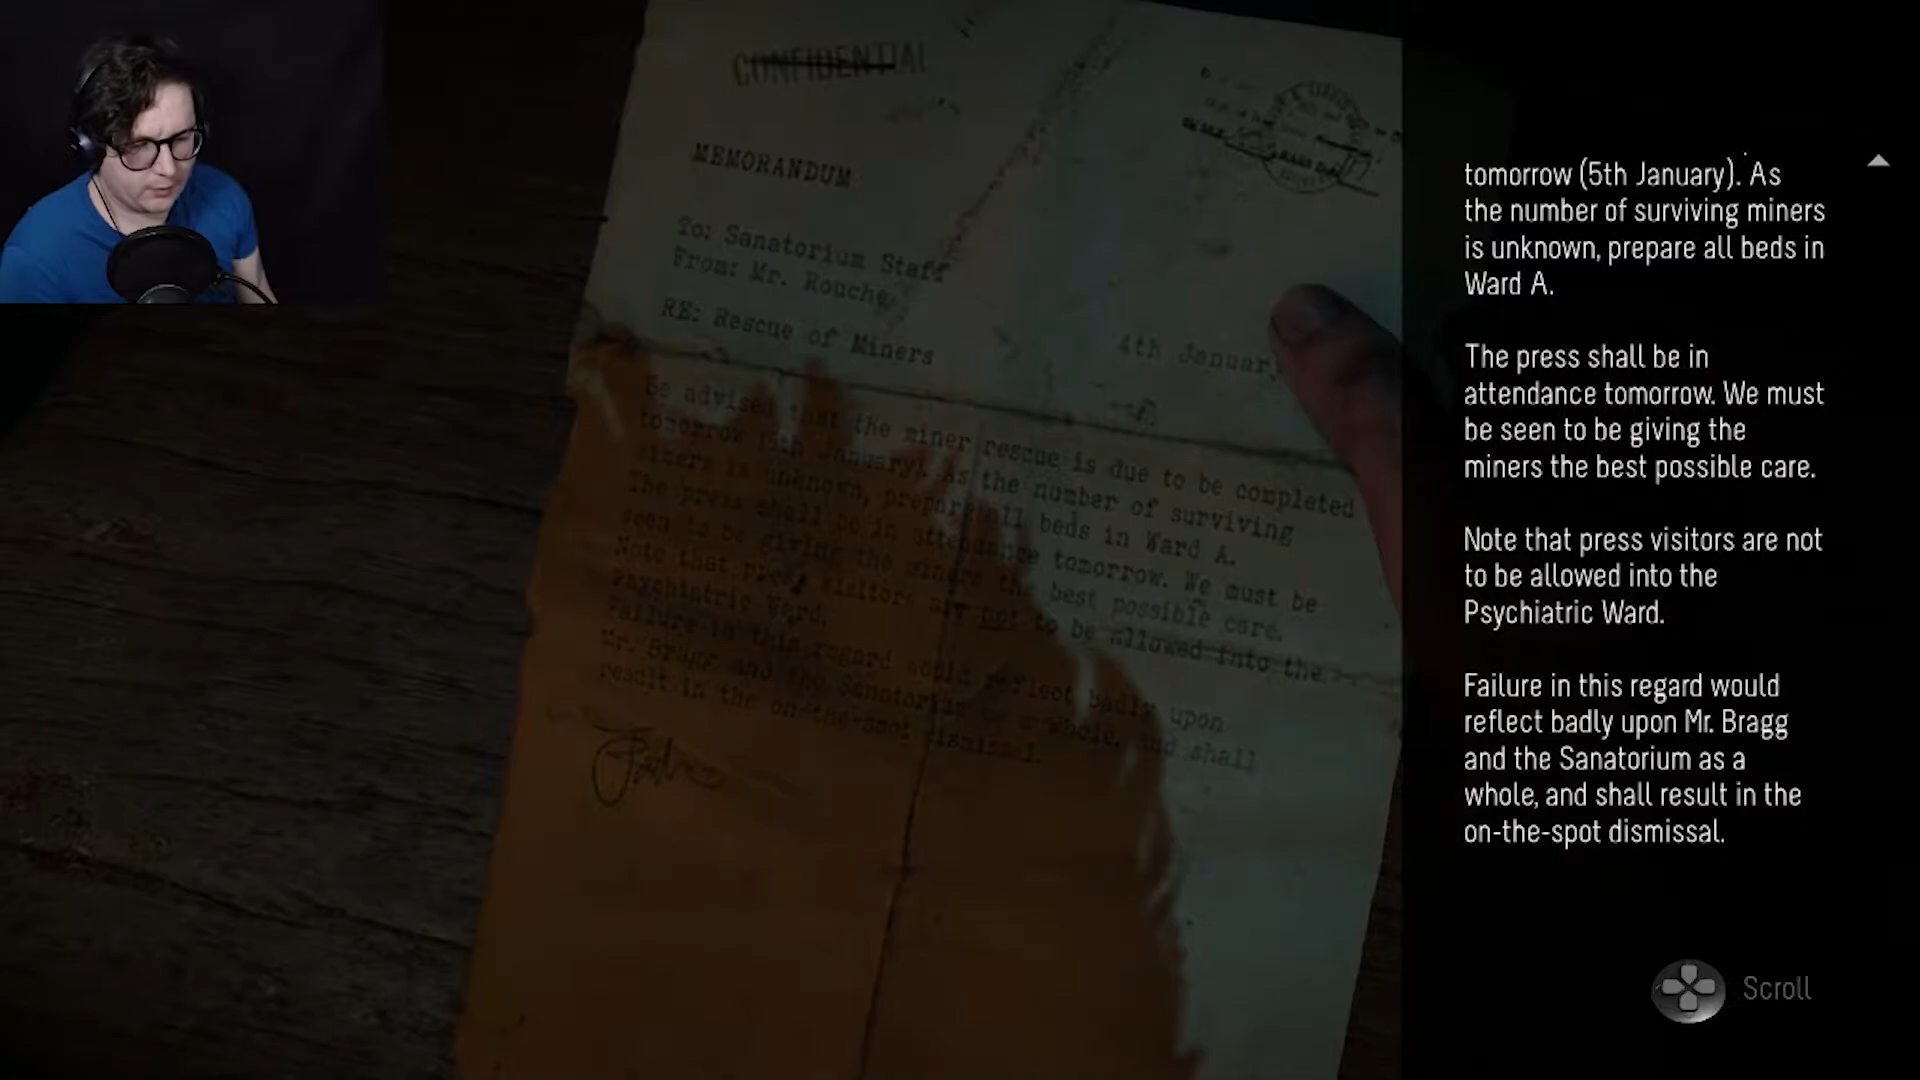 CONFIDENTIAL
MEMORANDUM
To: Sanatorium Staff
From: Mr. Rouche
RE: Rescue of Miners
4th January
Be advised that the miner rescue is due to be completed
tomorrow (5th January). As the number of surviving
miners is unknown, prepare all beds in Ward A.
The press shall be in attendance tomorrow. We must be
seen to be giving the miners the best possible care.
Note that press visitors are not to be allowed into the
Psychiatric Ward.
Failure in this regard would reflect badly upon
Mr. Bragg and the Sanatorium as a whole, and shall
result in the on-the-spot dismissal.
tomorrow (5th January). As
the number of surviving miners
is unknown, prepare all beds in
Ward A.
The press shall be in
attendance tomorrow. We must
be seen to be giving the
miners the best possible care.
Note that press visitors are not
to be allowed into the
Psychiatric Ward.
Failure in this regard would
reflect badly upon Mr. Bragg
and the Sanatorium as a
whole, and shall result in the
on-the-spot dismissal.
Scroll